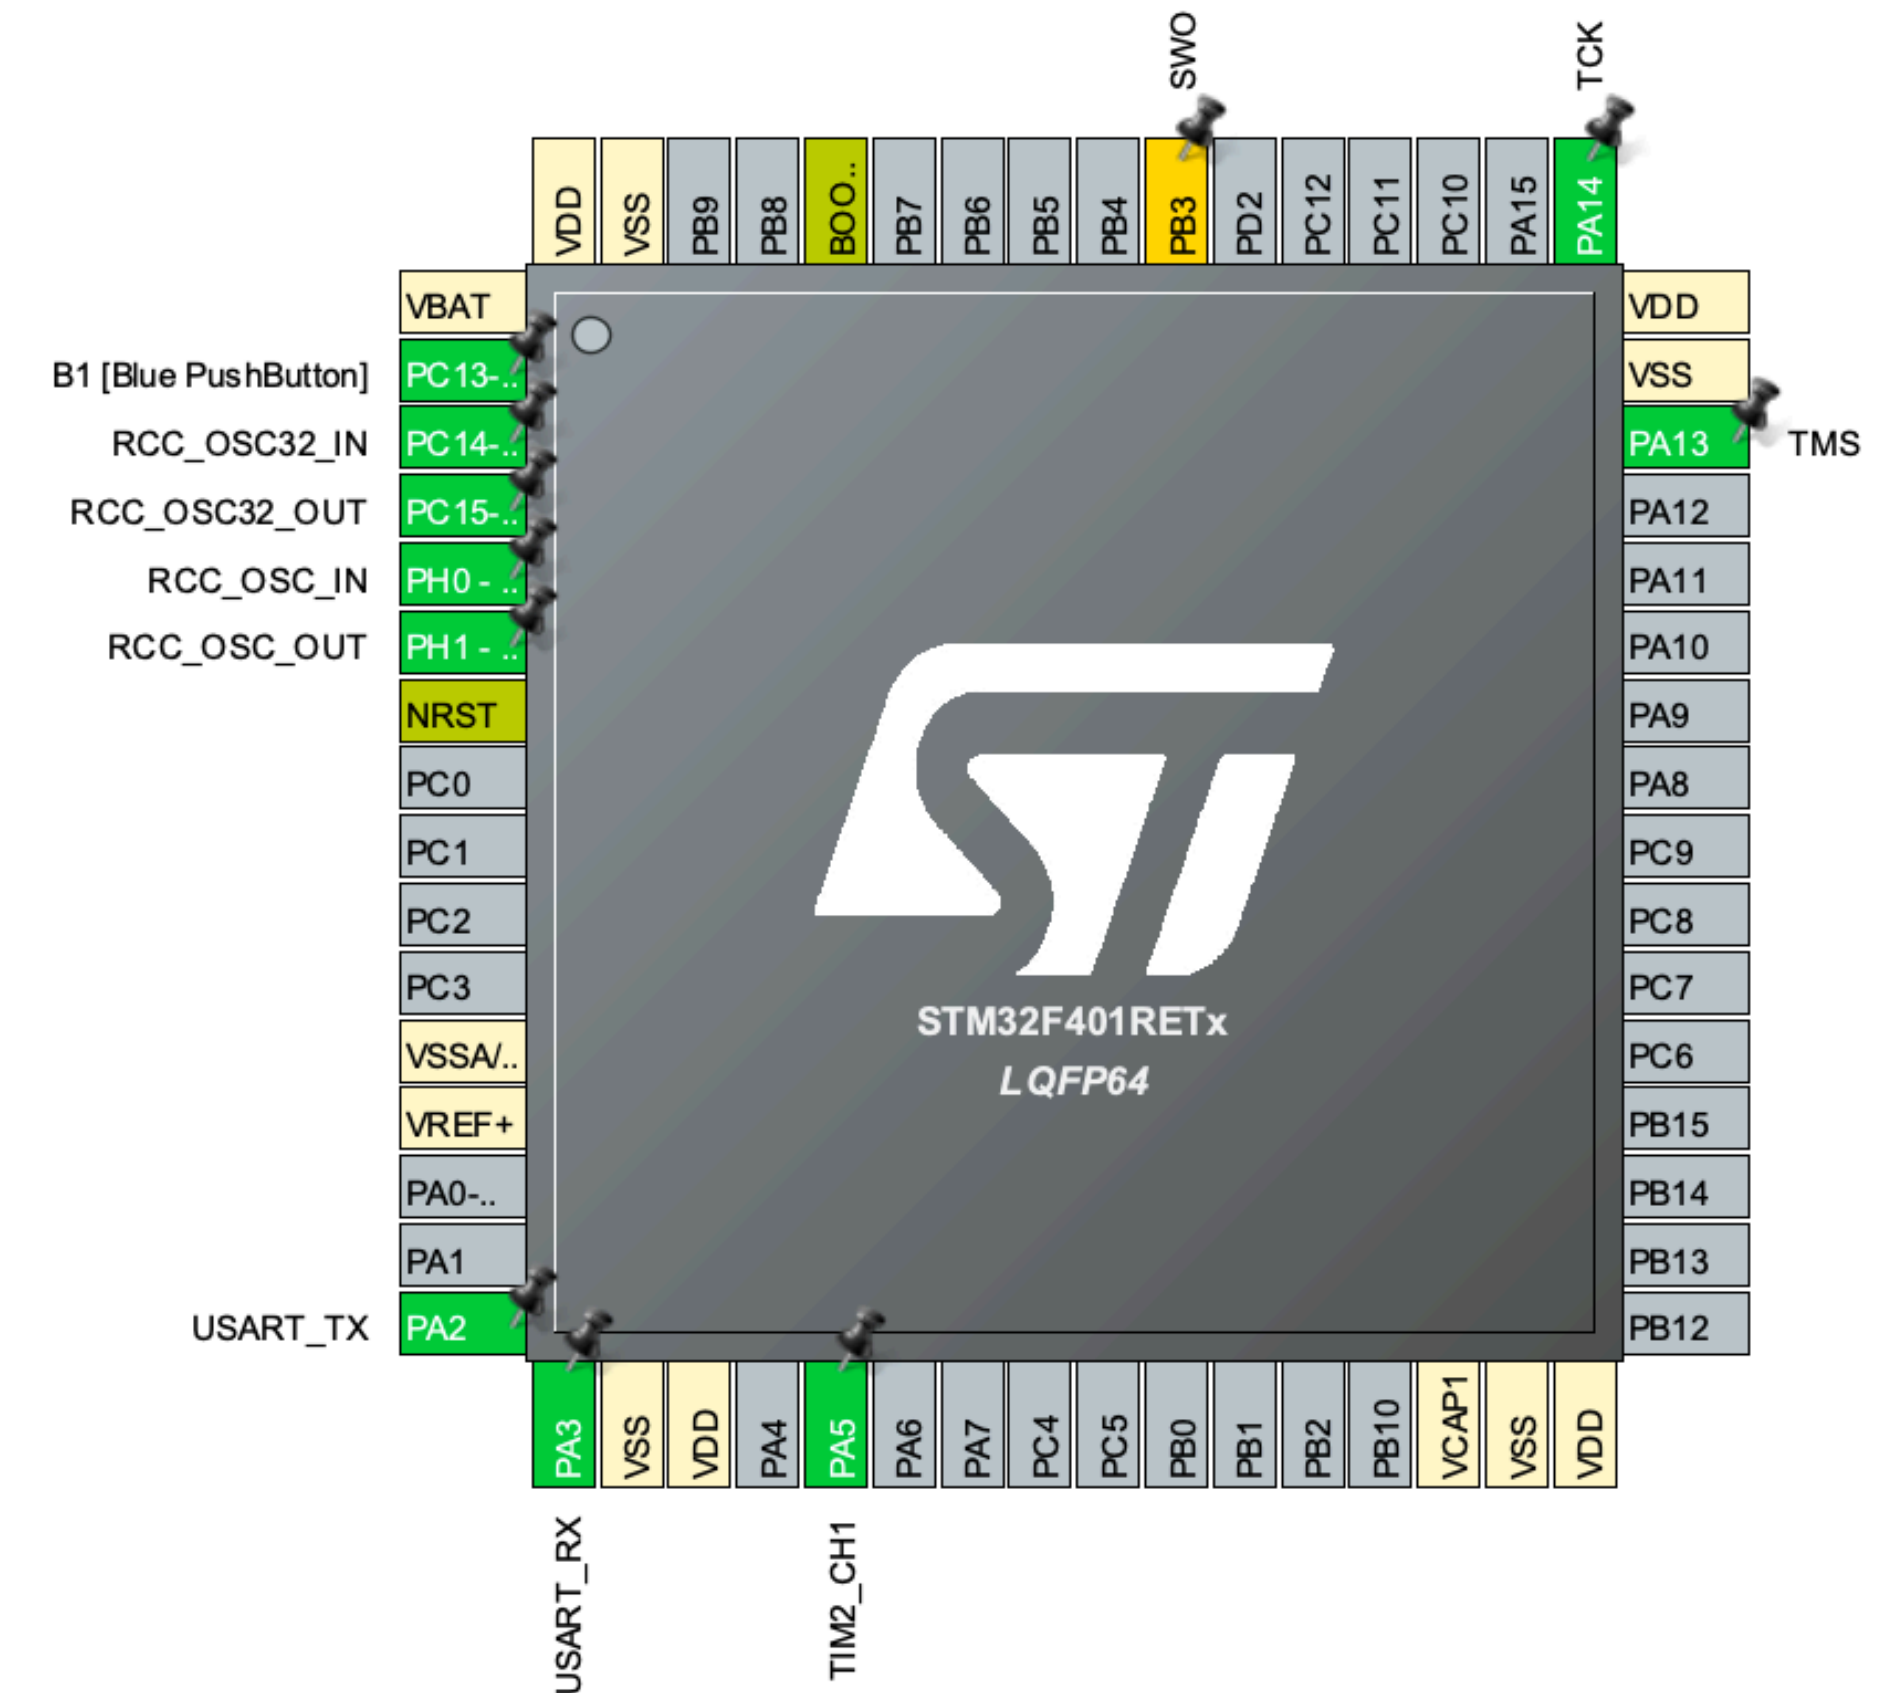 SWO
TCK
VDD
VSS
PB9
PB8
BOO..
PB7
PB6
PB5
PB4
PB3
PD2
PC12
PC11
PC10
PA15
PA14
VBAT
B1 [Blue PushButton]
PC13-..
RCC_OSC32_IN
PC14-..
RCC_OSC32_OUT
PC15-..
RCC_OSC_IN
PH0 - ..
RCC_OSC_OUT
PH1 - ..
NRST
PC0
PC1
PC2
PC3
VSSA/..
VREF+
PA0-..
PA1
USART_TX
PA2
ST
STM32F401RETx
LQFP64
VDD
VSS
PA13
TMS
PA12
PA11
PA10
PA9
PA8
PC9
PC8
PC7
PC6
PB15
PB14
PB13
PB12
PA3
VSS
VDD
PA4
PA5
PA6
PA7
PC4
PC5
PB0
PB1
PB2
PB10
VCAP1
VSS
VDD
USART_RX
TIM2_CH1